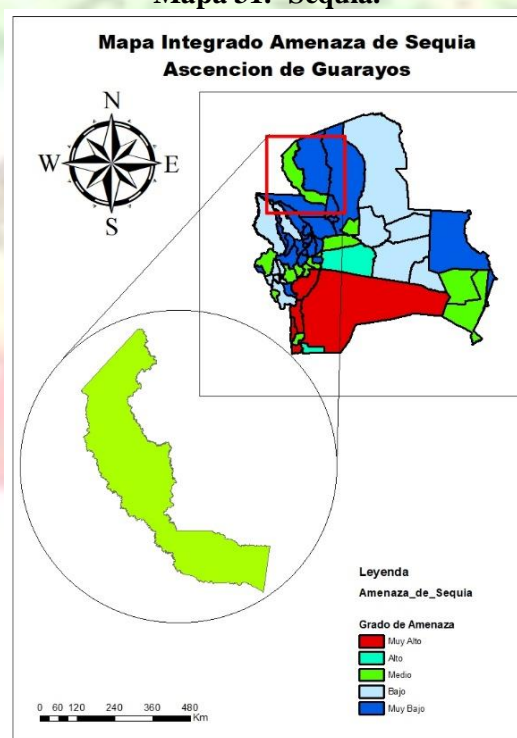 Mapa 31. Sequia.
Mapa Integrado Amenaza de Sequia
Ascencion de Guarayos
N
W E
S
Leyenda
Amenaza_de_Sequia
Grado de Amenaza
Muy Alto
Alto
Medio
Bajo
Muy Bajo
0 60 120 240 360 480
Km